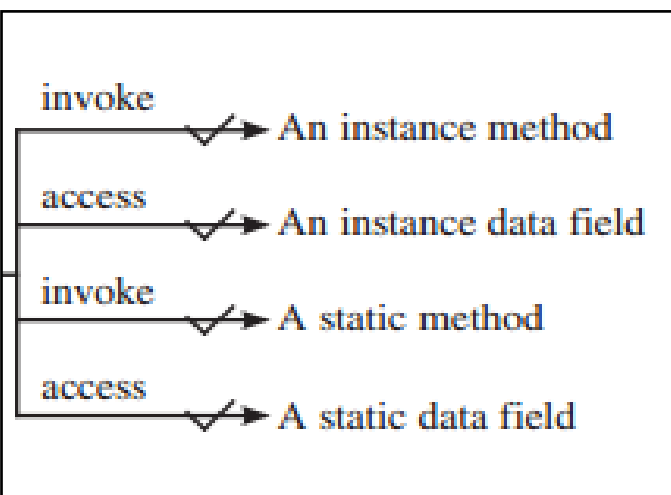 invoke
An instance method
access
An instance data field
invoke
A static method
access
A static data field